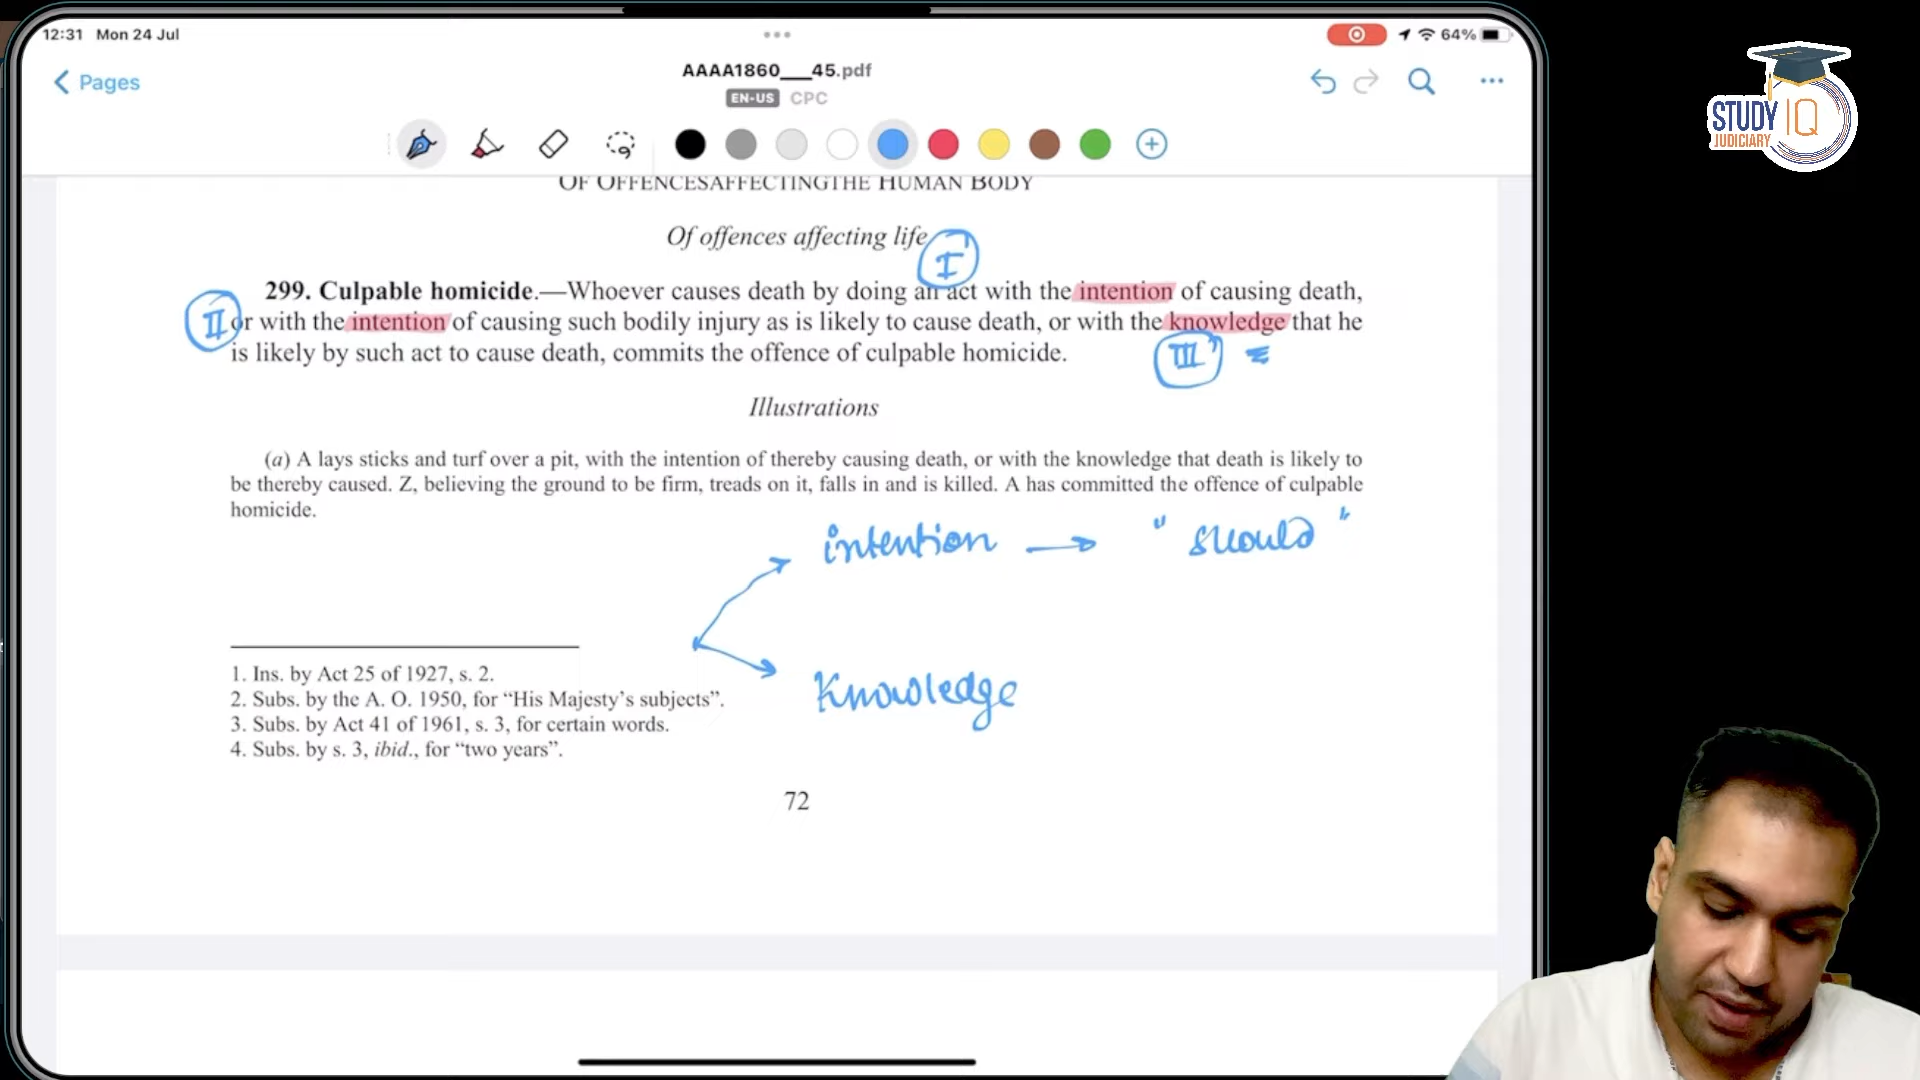 12:31 Mon 24 Jul
64%
Pages
AAAA1860___45.pdf
EN-US CPC
STUDY IQ
JUDICIARY
OF OFFENCESAFFECTINGTHE HUMAN BODY
Of offences affecting life
I
299. Culpable homicide.—Whoever causes death by doing an act with the intention of causing death,
II or with the intention of causing such bodily injury as is likely to cause death, or with the knowledge that he
is likely by such act to cause death, commits the offence of culpable homicide.
III
Illustrations
(a) A lays sticks and turf over a pit, with the intention of thereby causing death, or with the knowledge that death is likely to
be thereby caused. Z, believing the ground to be firm, treads on it, falls in and is killed. A has committed the offence of culpable
homicide.
intention → "should"
Knowledge
1. Ins. by Act 25 of 1927, s. 2.
2. Subs. by the A. O. 1950, for “His Majesty’s subjects”.
3. Subs. by Act 41 of 1961, s. 3, for certain words.
4. Subs. by s. 3, ibid., for “two years”.
72